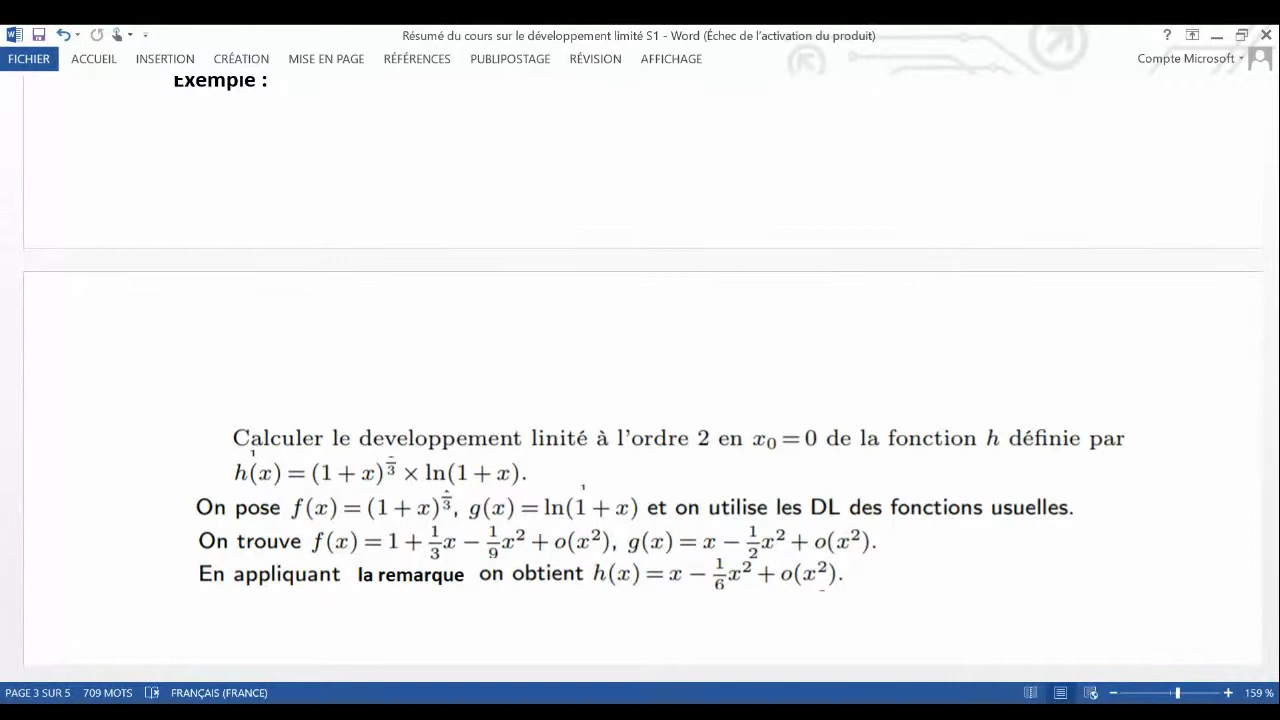 Résumé du cours sur le développement limité S1 - Word (Échec de l'activation du produit)
FICHIER ACCUEIL INSERTION CRÉATION MISE EN PAGE RÉFÉRENCES PUBLIPOSTAGE RÉVISION AFFICHAGE Compte Microsoft
Exemple :
Calculer le developpement linité à l'ordre 2 en x₀ = 0 de la fonction h définie par
h(x) = (1 + x)^{1/3} × ln(1 + x).
On pose f(x) = (1 + x)^{1/3}, g(x) = ln(1 + x) et on utilise les DL des fonctions usuelles.
On trouve f(x) = 1 + 1/3 x − 1/9 x² + o(x²), g(x) = x − 1/2 x² + o(x²).
En appliquant la remarque on obtient h(x) = x − 1/6 x² + o(x²).
PAGE 3 SUR 5 709 MOTS FRANÇAIS (FRANCE) 159 %